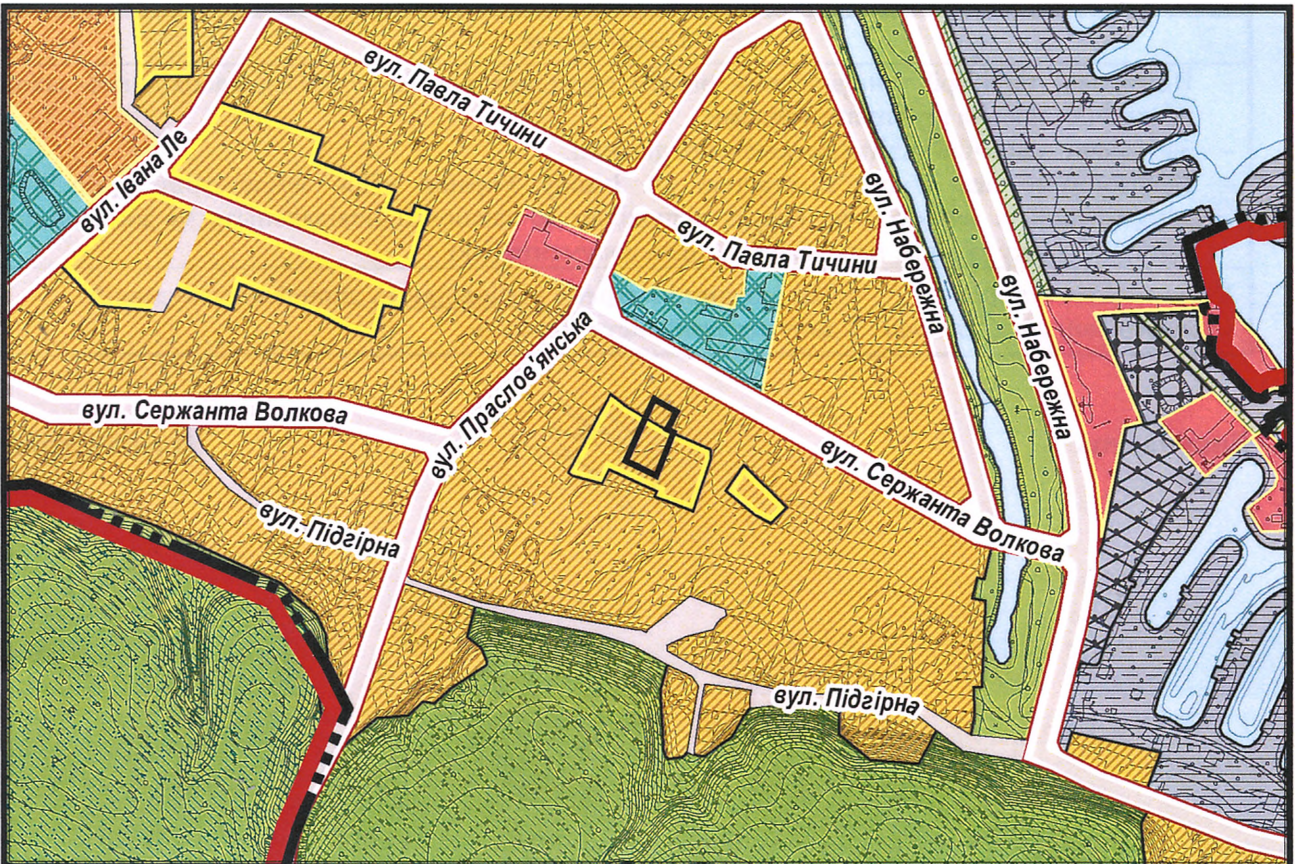 вул. Павла Тичини
вул. Івана Ле
вул. Набережна
вул. Павла Тичини
вул. Набережна
вул. Праслов'янська
вул. Сержанта Волкова
вул. Сержанта Волкова
вул. Підгірна
вул. Підгірна